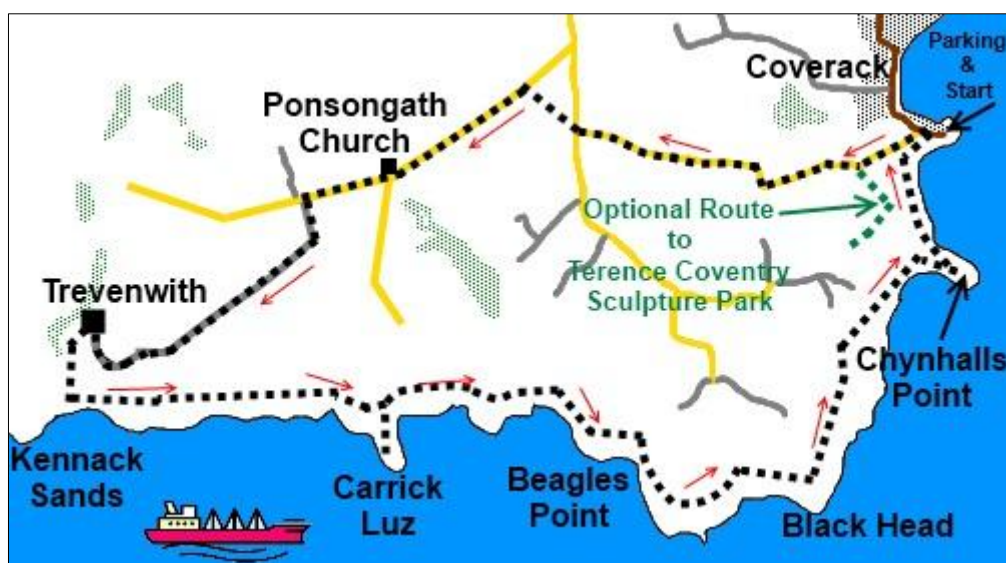 Parking
&
Start
Coverack
Ponsongath
Church
Optional Route
to
Terence Coventry
Sculpture Park
Trevenwith
Chynhalls
Point
Kennack
Sands
Carrick
Luz
Beagles
Point
Black Head